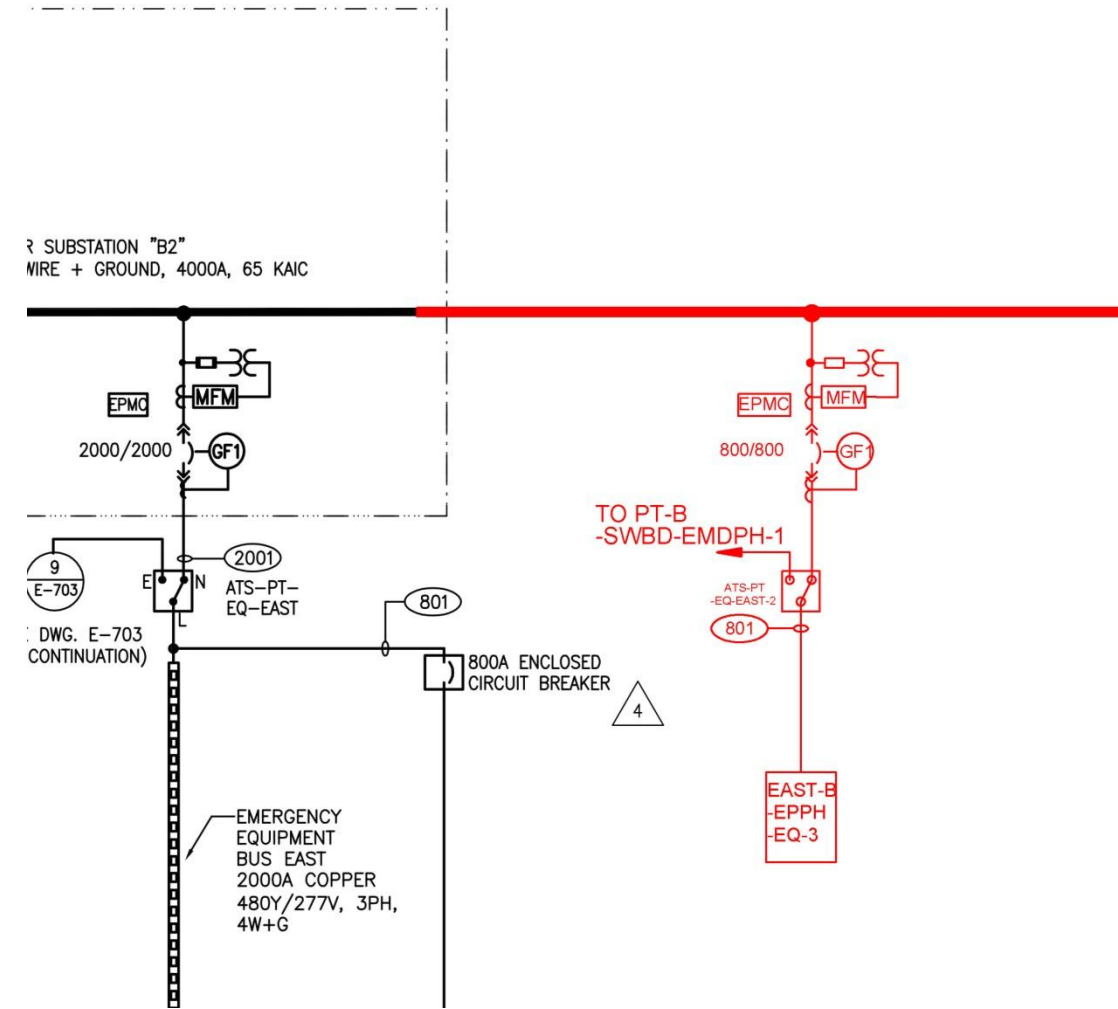 R SUBSTATION "B2"
WIRE + GROUND, 4000A, 65 KAIC
EPMC
MFM
2000/2000
GF1
9
E-703
E
N
L
2001
ATS-PT-
EQ-EAST
DWG. E-703
CONTINUATION)
801
800A ENCLOSED
CIRCUIT BREAKER
4
EMERGENCY
EQUIPMENT
BUS EAST
2000A COPPER
480Y/277V, 3PH,
4W+G
EPMC
MFM
800/800
GF1
TO PT-B
-SWBD-EMDPH-1
ATS-PT
-EQ-EAST-2
801
EAST-B
-EPPH
-EQ-3